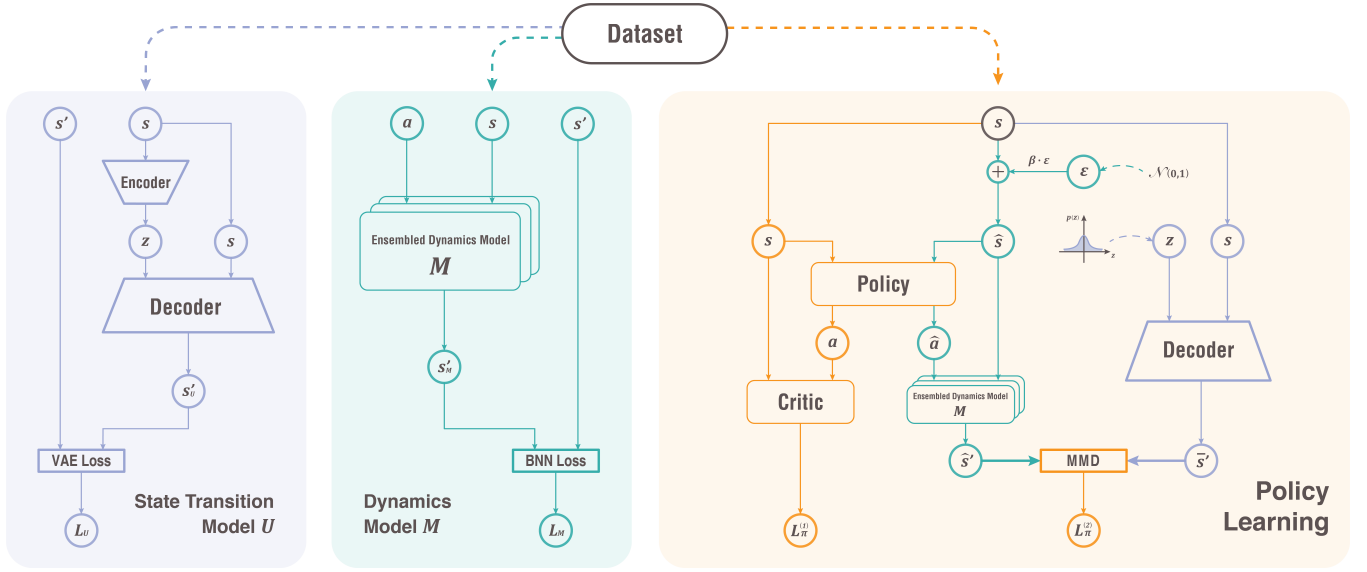 Dataset
s′
s
Encoder
z
s
Decoder
s′U
VAE Loss
LU
State Transition
Model U
a
s
s′
Ensembled Dynamics Model
M
s′M
BNN Loss
LM
Dynamics
Model M
s
+
β · ε
ε
𝒩(0,1)
s
ŝ
p(z)
z
z
s
Policy
a
â
Decoder
Critic
Ensembled Dynamics Model
M
ŝ′
MMD
s̄′
Lπ(1)
Lπ(2)
Policy
Learning